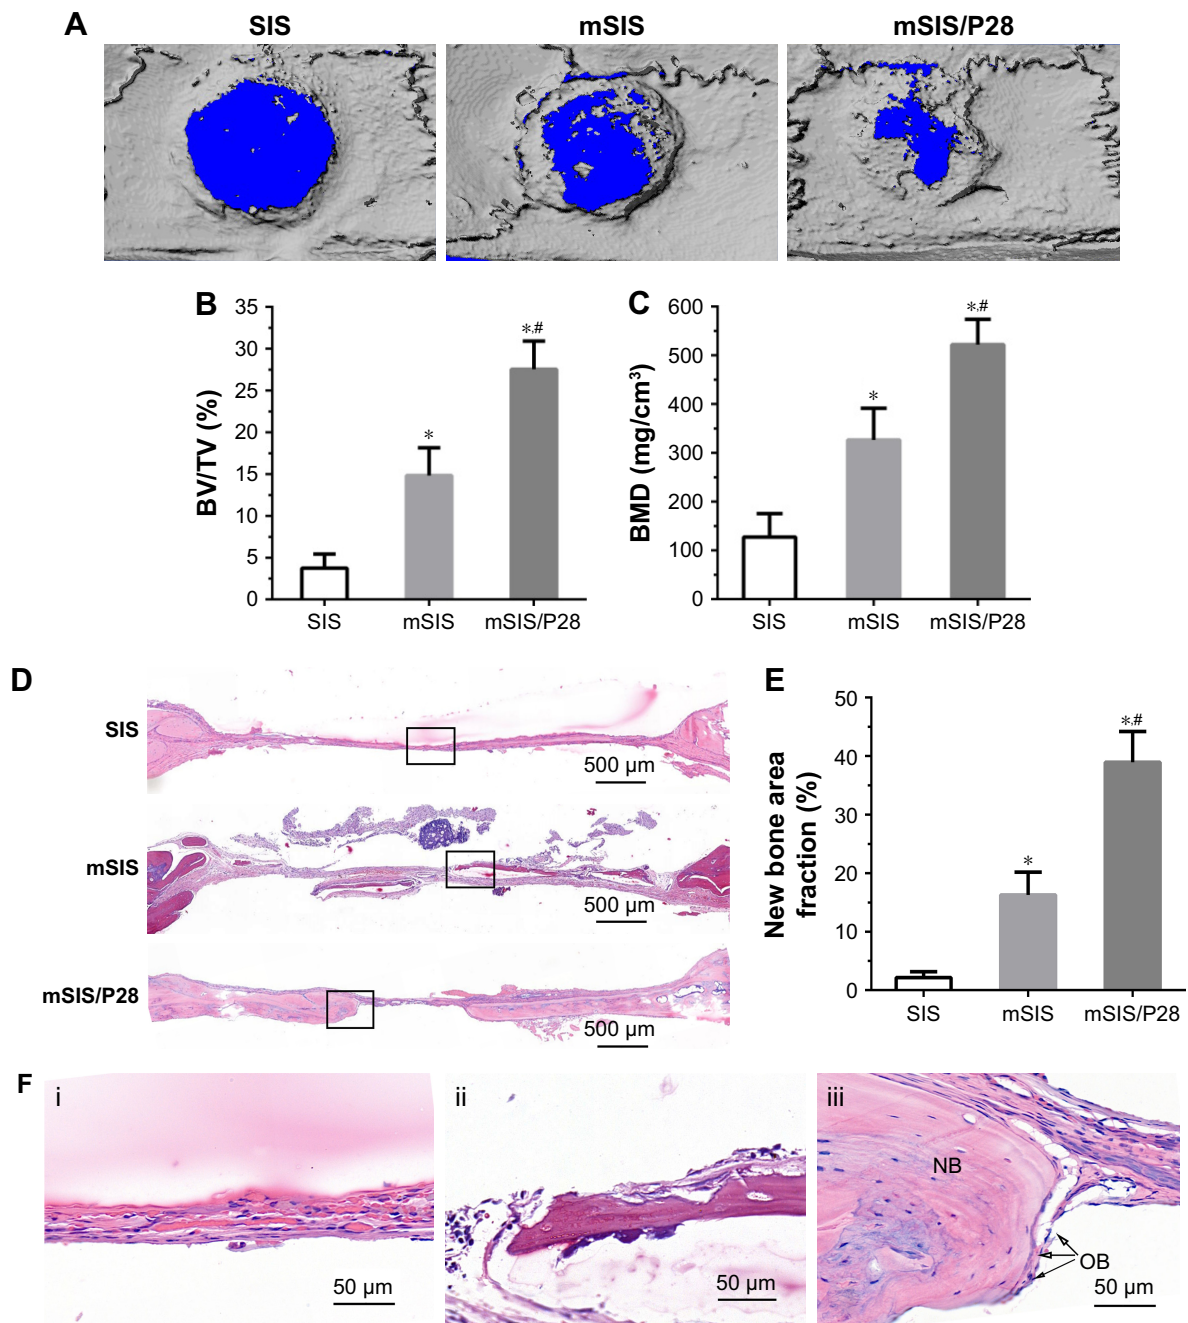 A
SIS
mSIS
mSIS/P28
B
35
30
25
20
15
10
5
0
BV/TV (%)
*
*,#
SIS
mSIS
mSIS/P28
C
600
500
400
300
200
100
0
BMD (mg/cm³)
*
*,#
SIS
mSIS
mSIS/P28
D
SIS
500 µm
mSIS
500 µm
mSIS/P28
500 µm
E
50
40
30
20
10
0
New bone area
fraction (%)
*
*,#
SIS
mSIS
mSIS/P28
F
i
50 µm
ii
50 µm
iii
NB
OB
50 µm